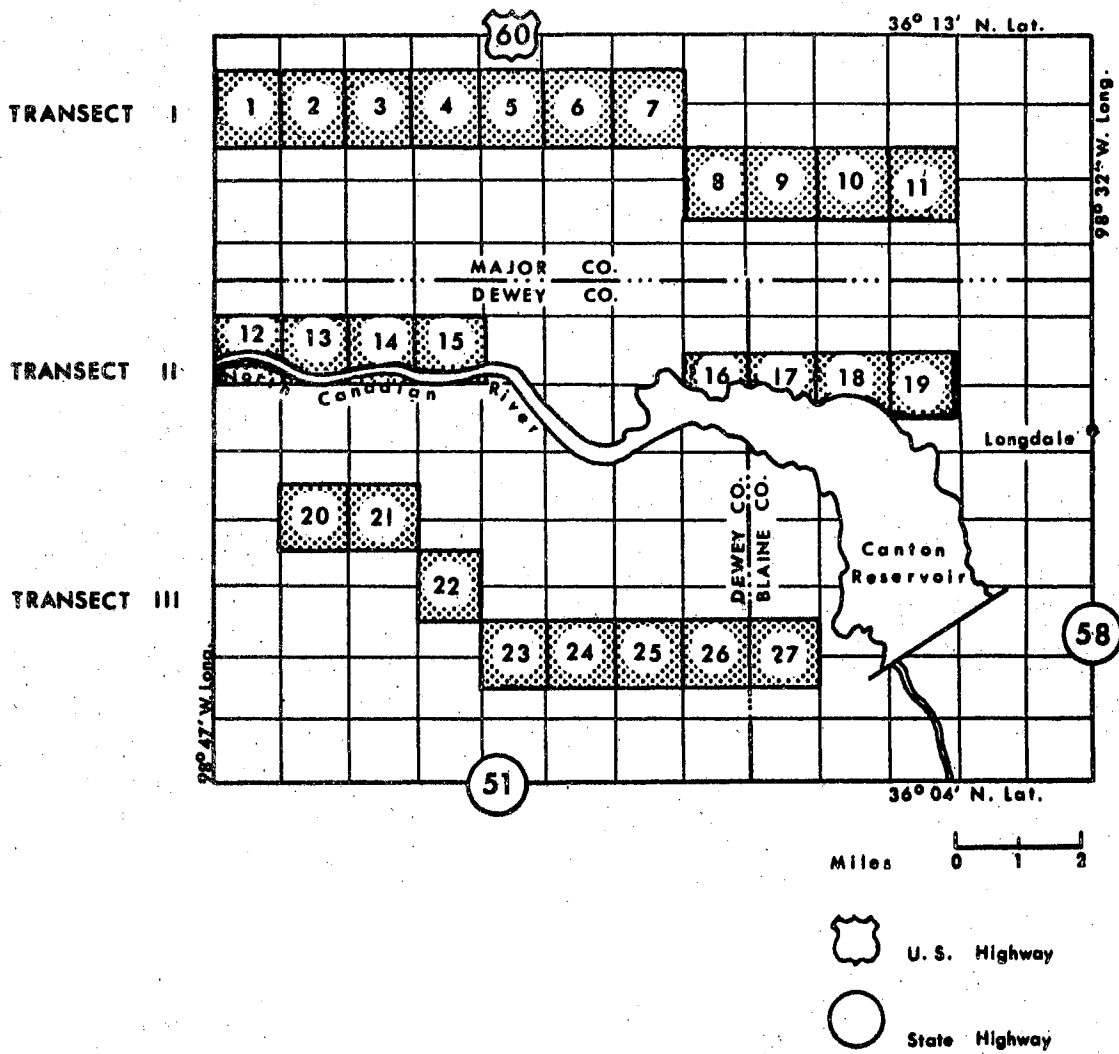 60
36° 13' N. Lat.
TRANSECT I
1 2 3 4 5 6 7
8 9 10 11
98° 32' W. Long.
MAJOR CO.
DEWEY CO.
12 13 14 15
TRANSECT II
North Canadian River
16 17 18 19
Longdale
20 21
DEWEY CO.
BLAINE CO.
Canton
Reservoir
22
TRANSECT III
58
23 24 25 26 27
98° 47' W. Long.
51
36° 04' N. Lat.
Miles 0 1 2
U.S. Highway
State Highway